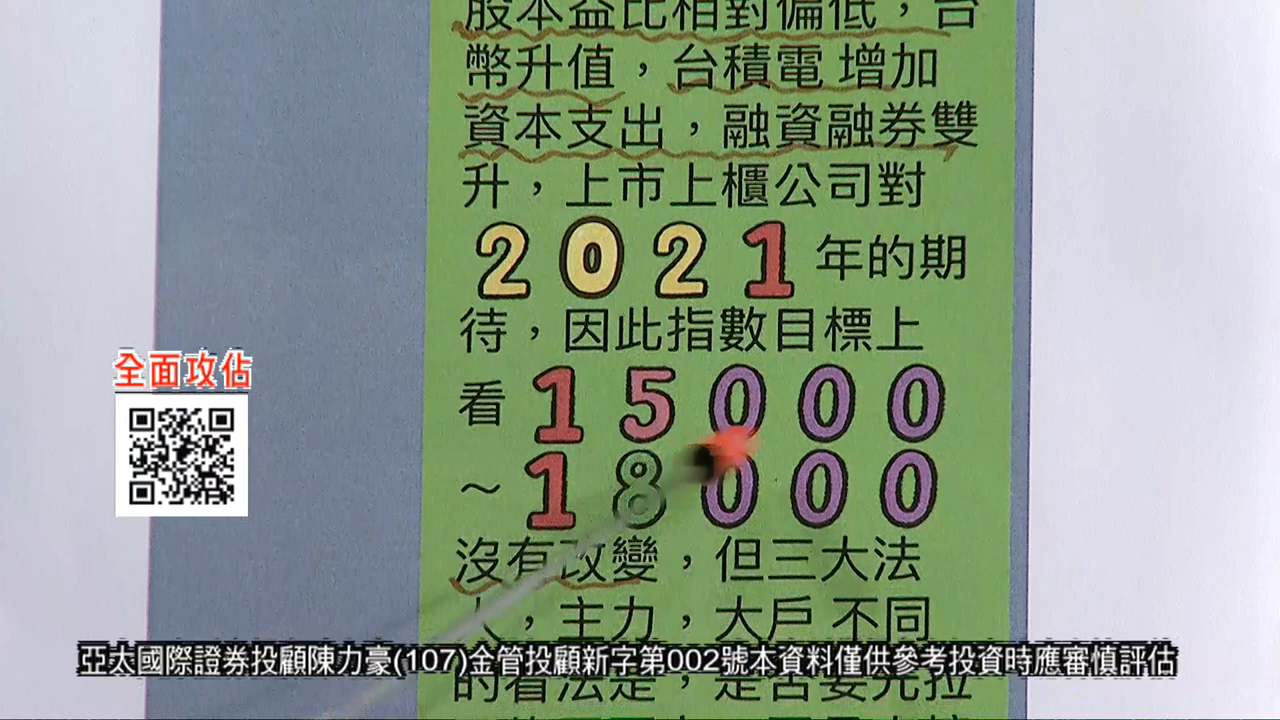 股本益比相對偏低，台
幣升值，台積電 增加
資本支出，融資融券雙
升，上市上櫃公司對
2021 年的期
待，因此指數目標上
看 15000
～18000
沒有改變，但三大法
人，主力，大戶 不同
的看法是，是否要先拉
全面攻佔
亞太國際證券投顧陳力豪(107)金管投顧新字第002號本資料僅供參考投資時應審慎評估